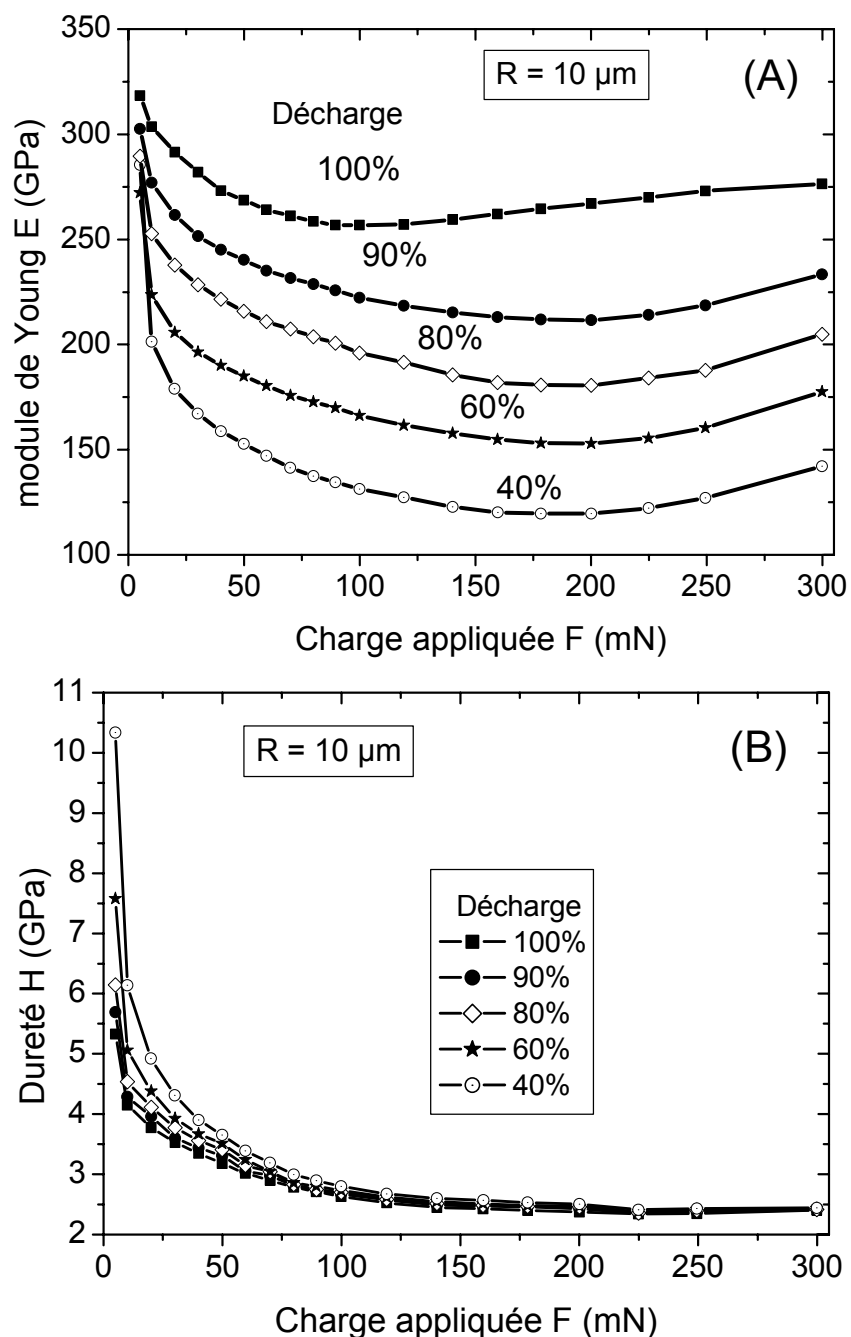 350
300
250
200
150
100
module de Young E (GPa)
R = 10 µm
(A)
Décharge
100%
90%
80%
60%
40%
0 50 100 150 200 250 300
Charge appliquée F (mN)
11
10
9
8
7
6
5
4
3
2
Dureté H (GPa)
R = 10 µm
(B)
Décharge
100%
90%
80%
60%
40%
0 50 100 150 200 250 300
Charge appliquée F (mN)